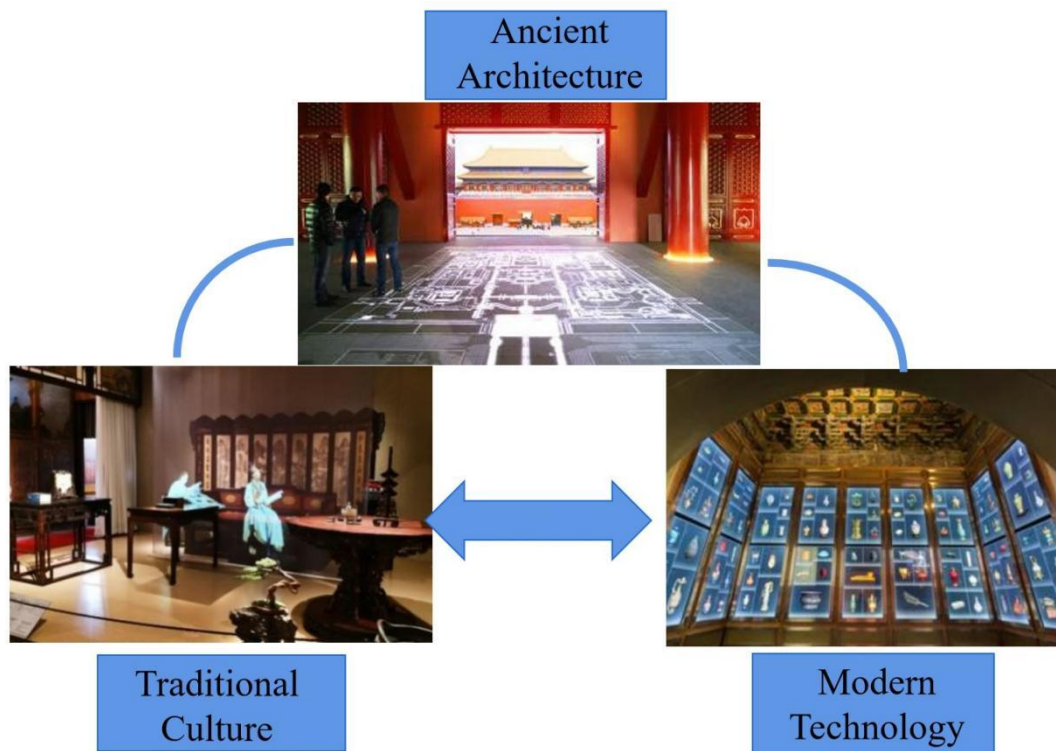 Ancient
Architecture
Traditional
Culture
Modern
Technology